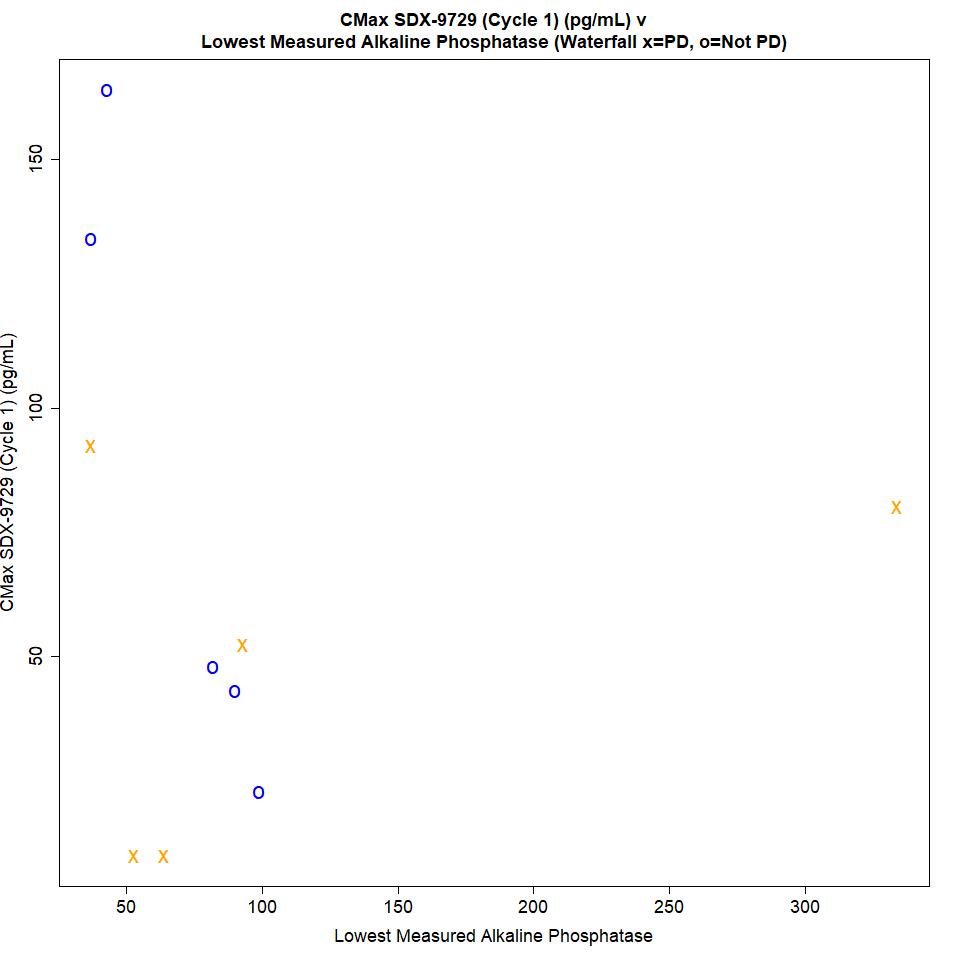 CMax SDX-9729 (Cycle 1) (pg/mL) v
Lowest Measured Alkaline Phosphatase (Waterfall x=PD, o=Not PD)
CMax SDX-9729 (Cycle 1) (pg/mL)
150
100
50
O
O
X
X
X
O
O
O
X
X
50
100
150
200
250
300
Lowest Measured Alkaline Phosphatase